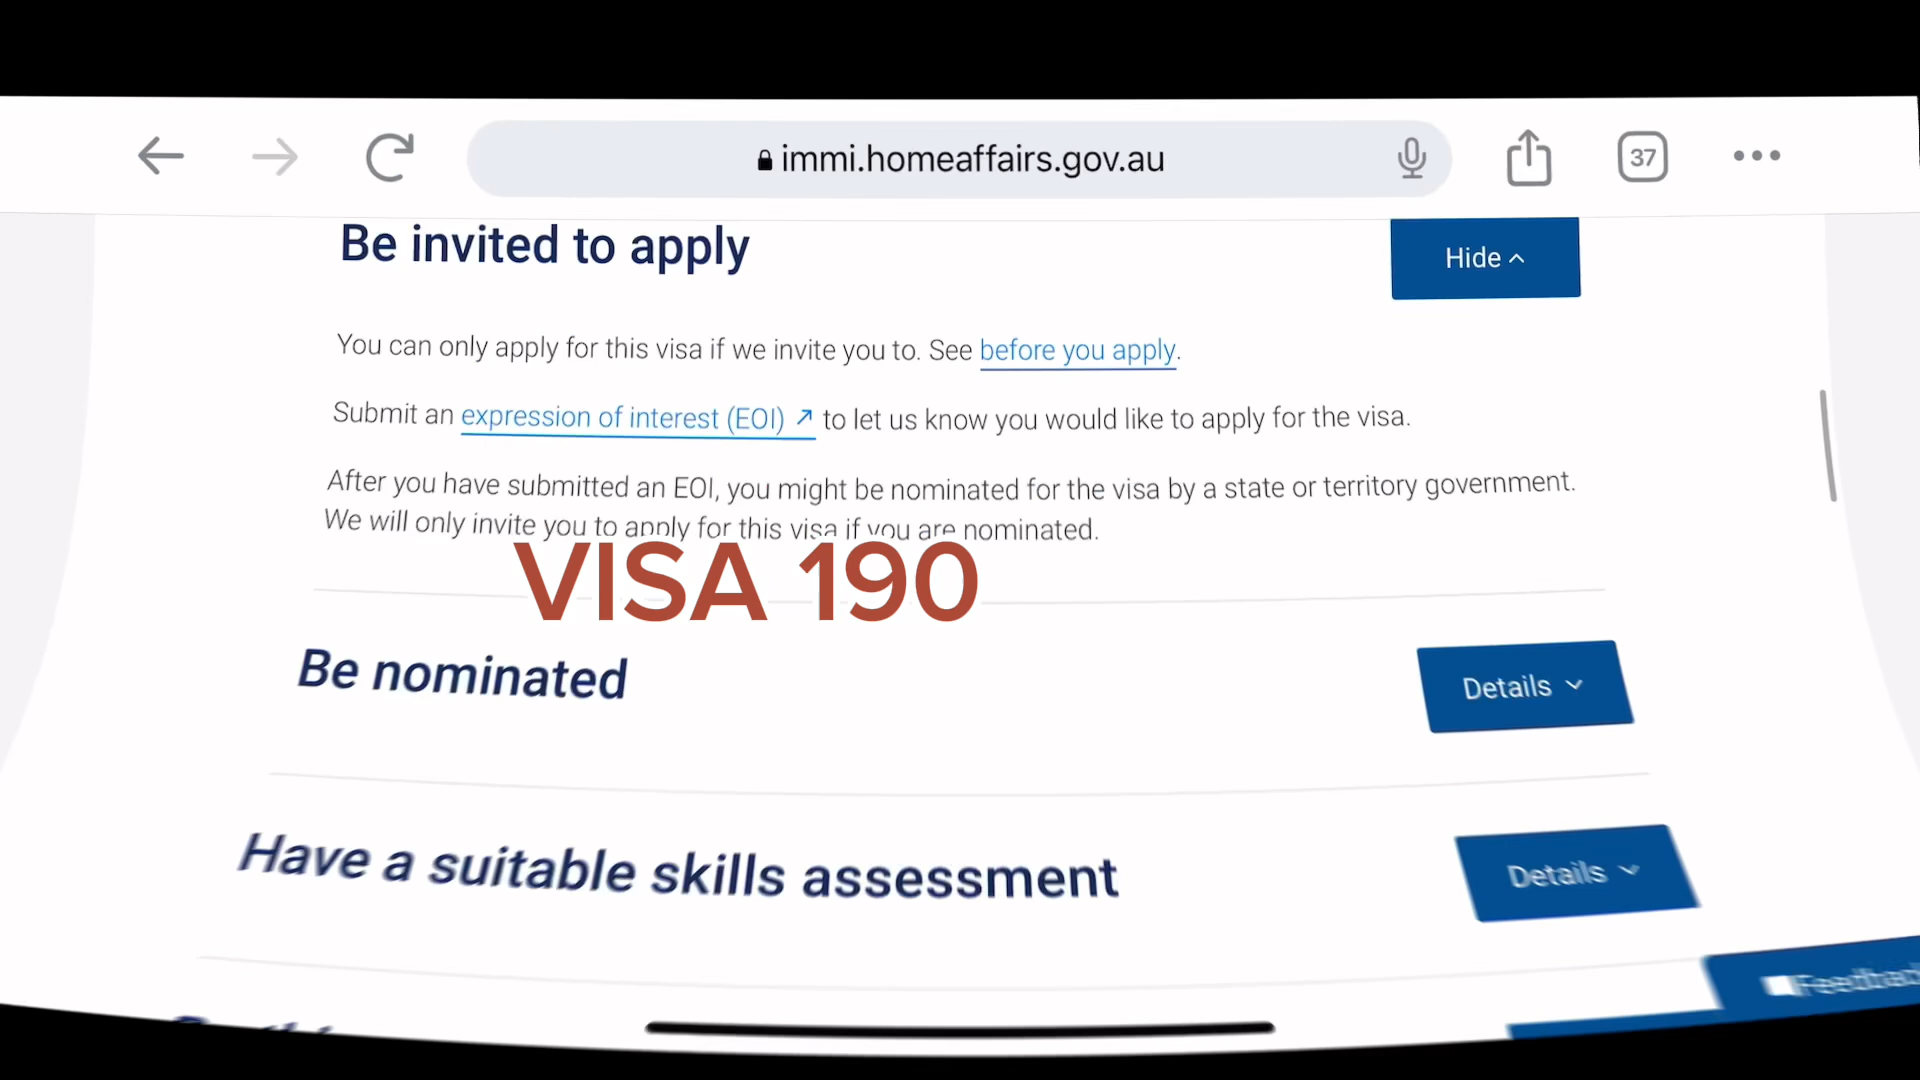 immi.homeaffairs.gov.au
37
Be invited to apply
Hide
You can only apply for this visa if we invite you to. See before you apply.
Submit an expression of interest (EOI) to let us know you would like to apply for the visa.
After you have submitted an EOI, you might be nominated for the visa by a state or territory government.
We will only invite you to apply for this visa if you are nominated.
VISA 190
Be nominated
Details
Have a suitable skills assessment
Details